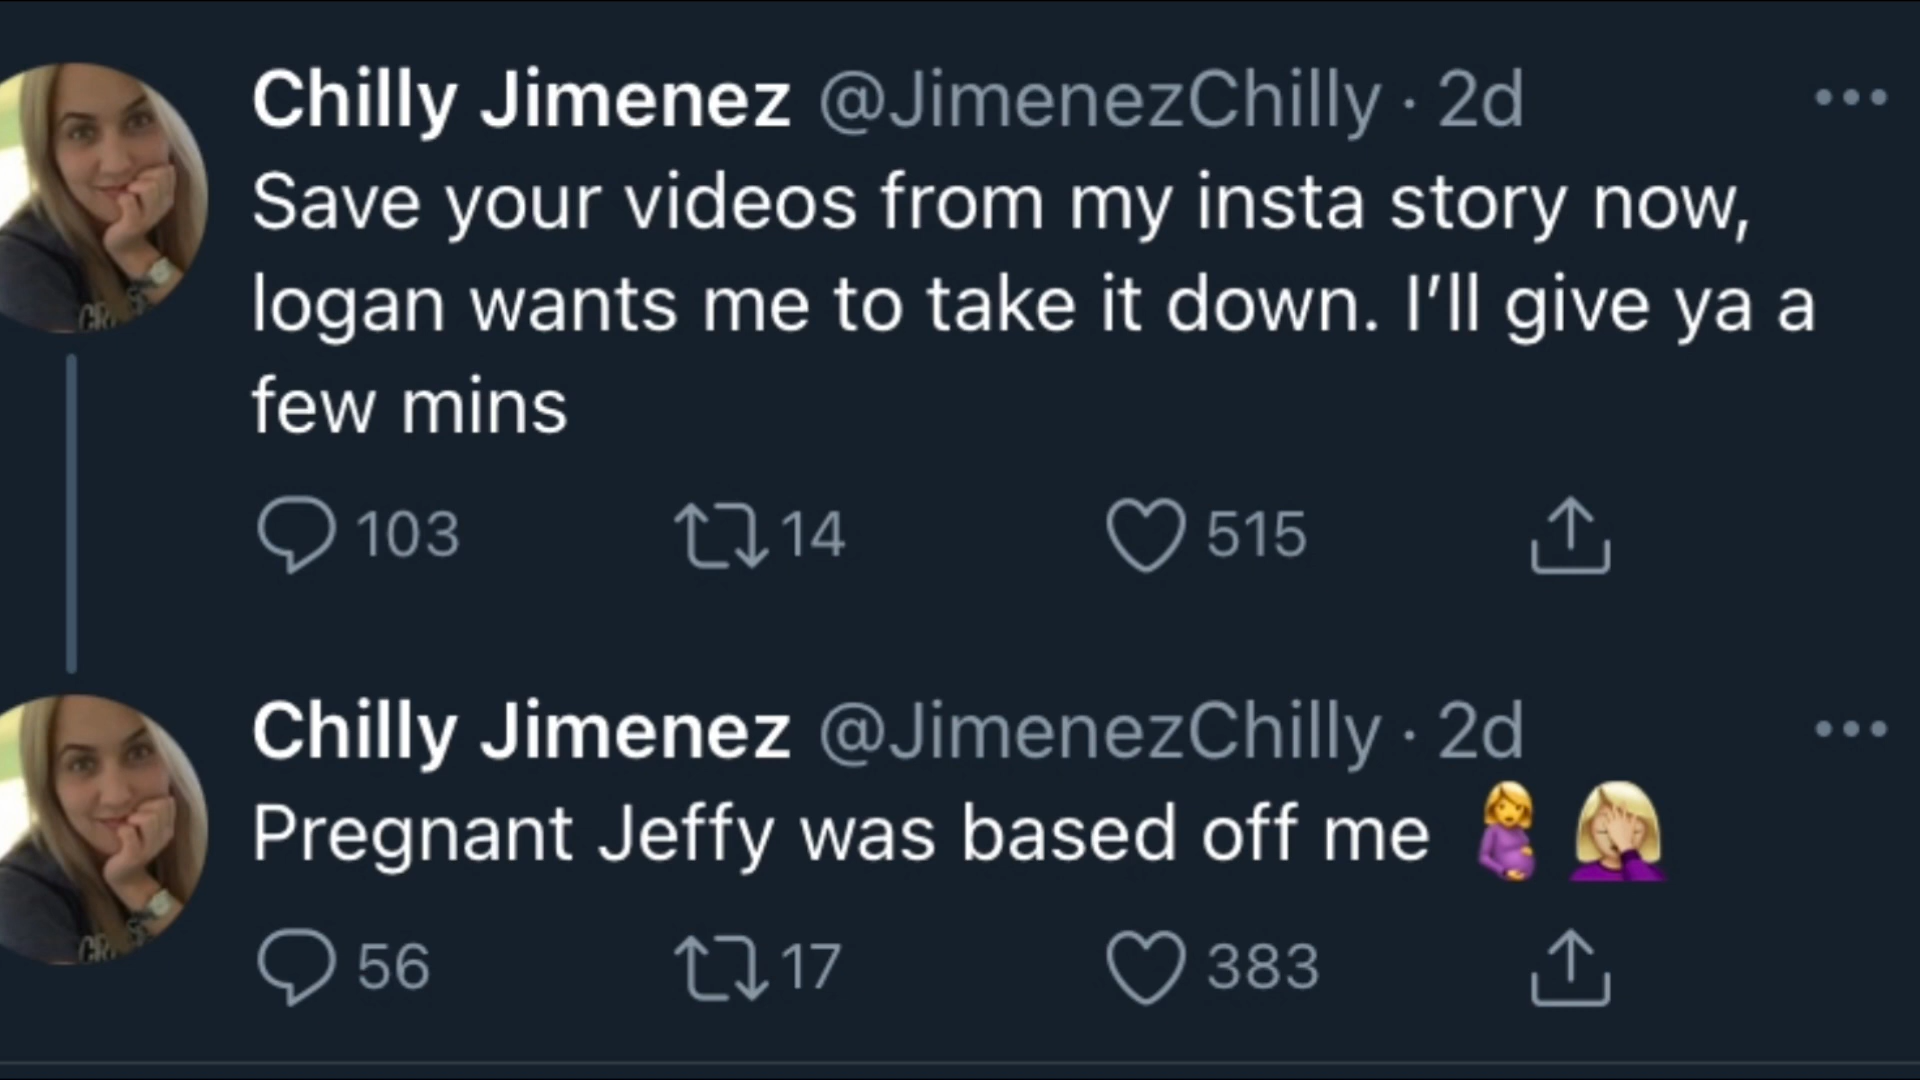 Chilly Jimenez @JimenezChilly · 2d
Save your videos from my insta story now,
logan wants me to take it down. I’ll give ya a
few mins
103 14 515
Chilly Jimenez @JimenezChilly · 2d
Pregnant Jeffy was based off me 🤰 🤦🏼‍♀️
56 17 383